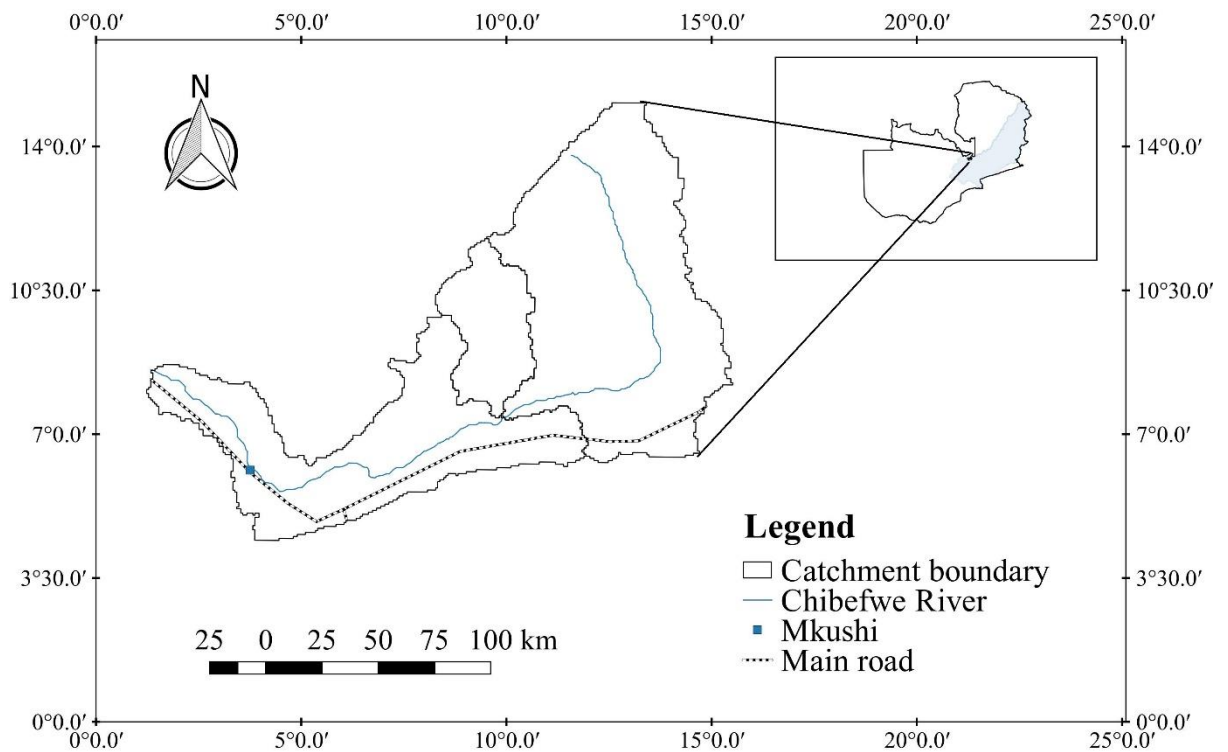 0°0.0′ 5°0.0′ 10°0.0′ 15°0.0′ 20°0.0′ 25°0.0′
N
14°0.0′ 14°0.0′
10°30.0′ 10°30.0′
7°0.0′ 7°0.0′
Legend
Catchment boundary
3°30.0′ 3°30.0′
Chibefwe River
Mkushi
25 0 25 50 75 100 km
Main road
0°0.0′ 0°0.0′
0°0.0′ 5°0.0′ 10°0.0′ 15°0.0′ 20°0.0′ 25°0.0′